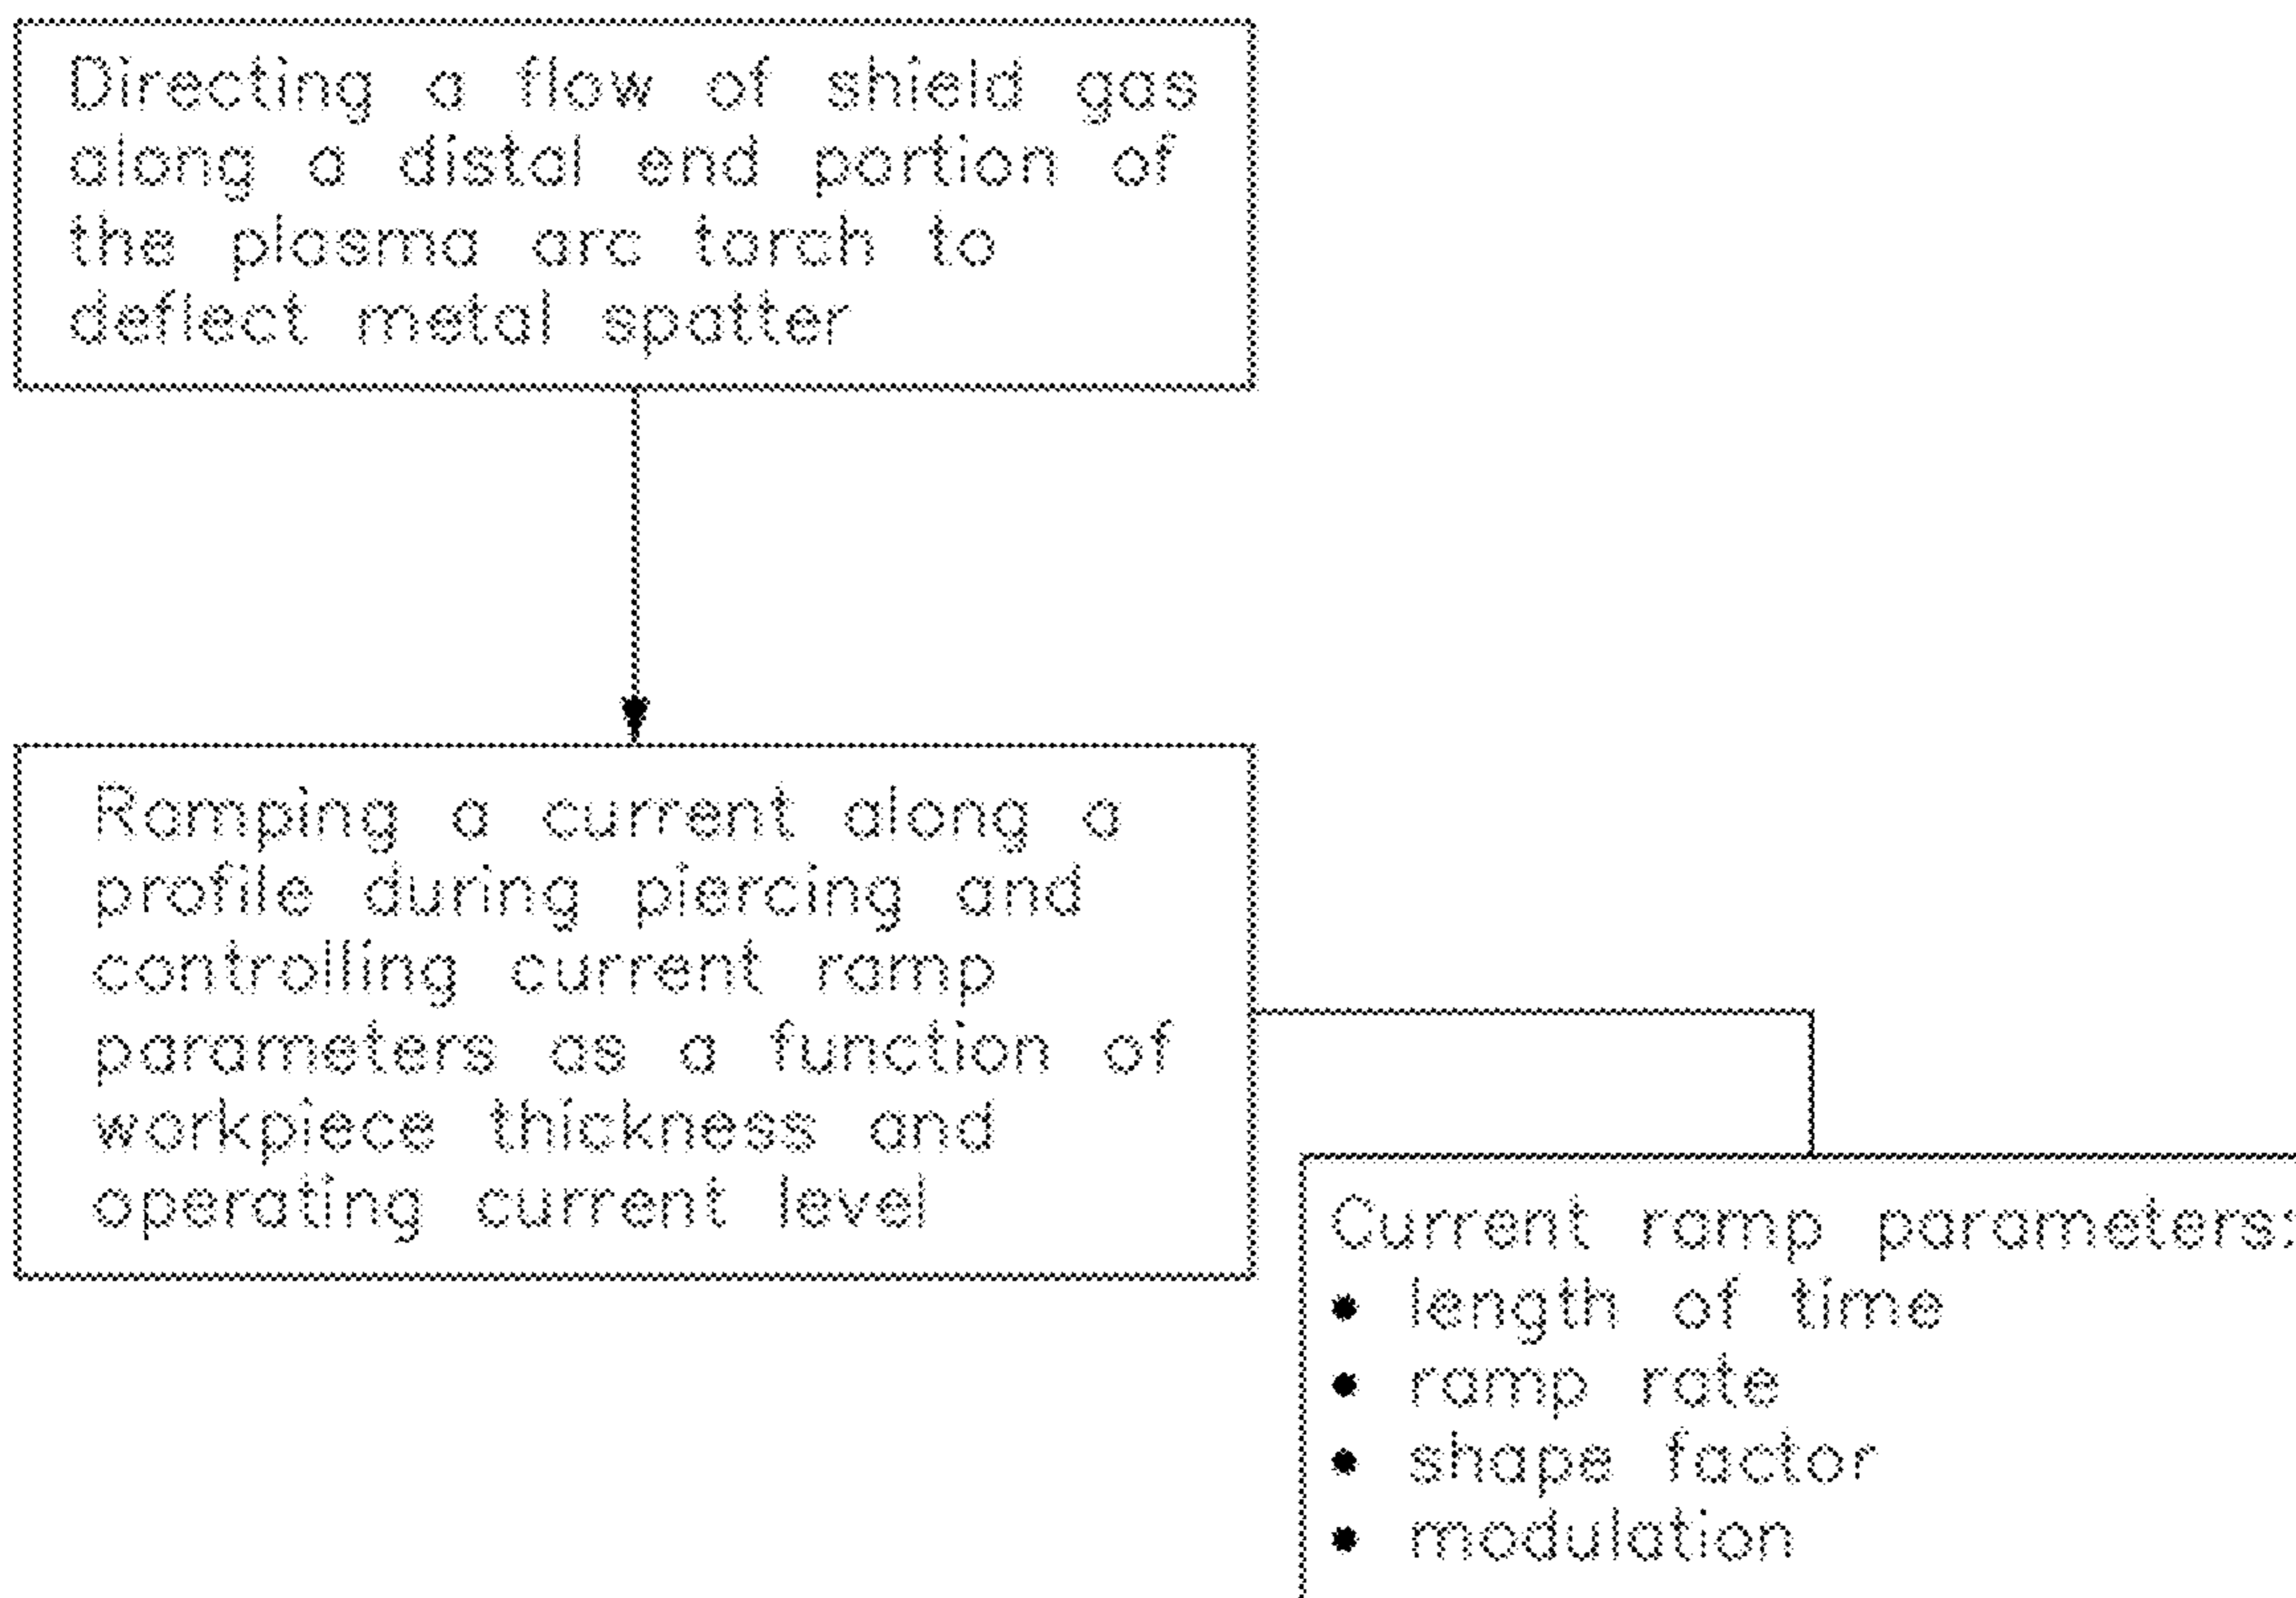 Directing a flow of shield gas
along a distal end portion of
the plasma arc torch to
deflect metal spatter
Ramping a current along a
profile during piercing and
controlling current ramp
parameters as a function of
workpiece thickness and
operating current level
Current ramp parameters:
• length of time
• ramp rate
• shape factor
• modulation